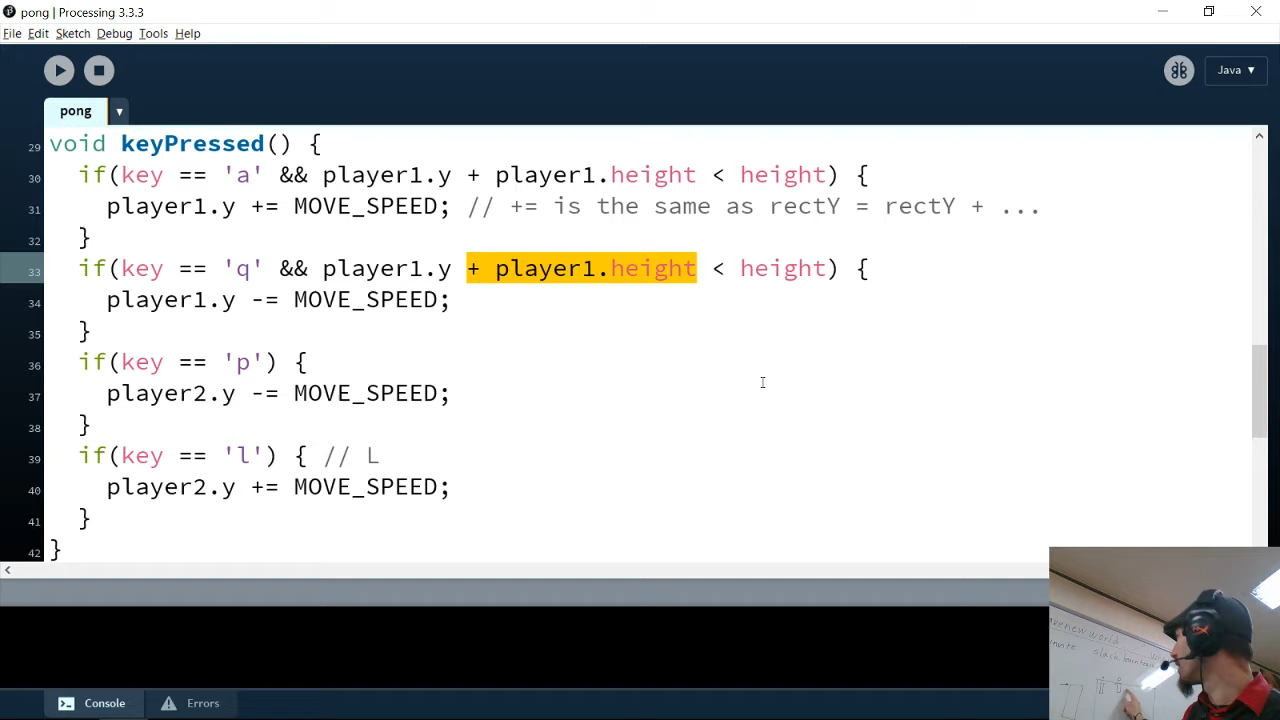 pong | Processing 3.3.3
File Edit Sketch Debug Tools Help
Java ▾
pong ▾
29 void keyPressed() {
30 if(key == 'a' && player1.y + player1.height < height) {
31 player1.y += MOVE_SPEED; // += is the same as rectY = rectY + ...
32 }
33 if(key == 'q' && player1.y + player1.height < height) {
34 player1.y -= MOVE_SPEED;
35 }
36 if(key == 'p') {
37 player2.y -= MOVE_SPEED;
38 }
39 if(key == 'l') { // L
40 player2.y += MOVE_SPEED;
41 }
42 }
new world
Console Errors